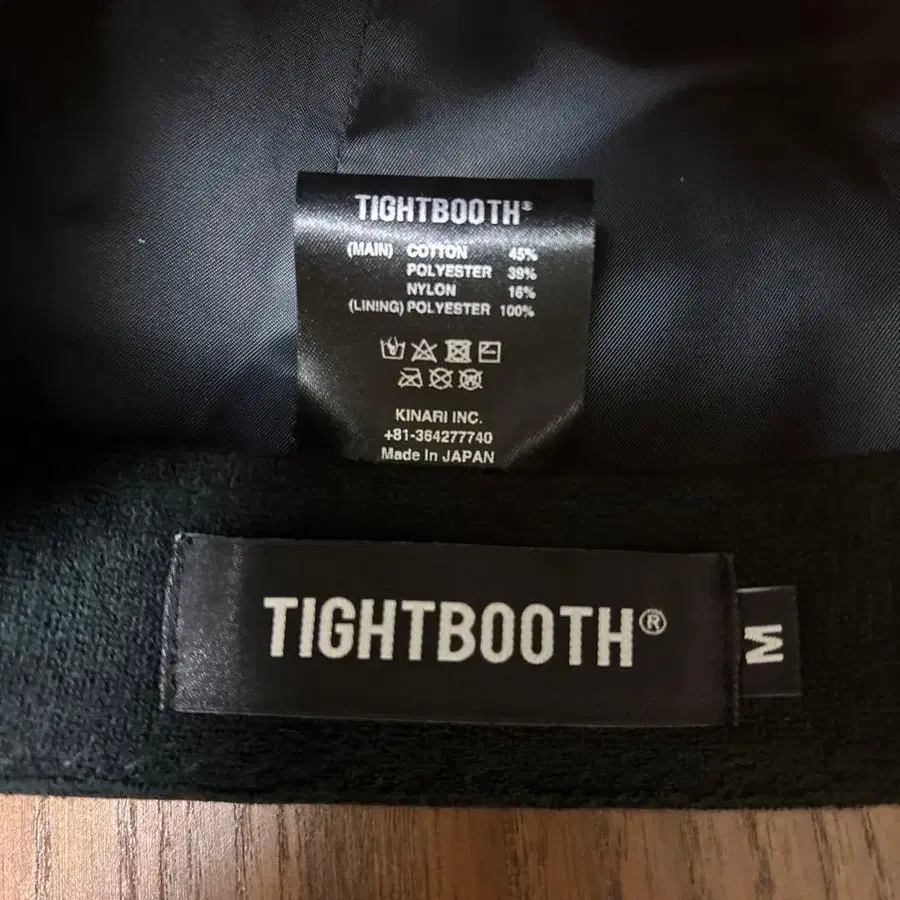 TIGHTBOOTH®
(MAIN) COTTON 45%
POLYESTER 39%
NYLON 16%
(LINING) POLYESTER 100%
KINARI INC.
+81-364277740
Made In JAPAN
TIGHTBOOTH®
M